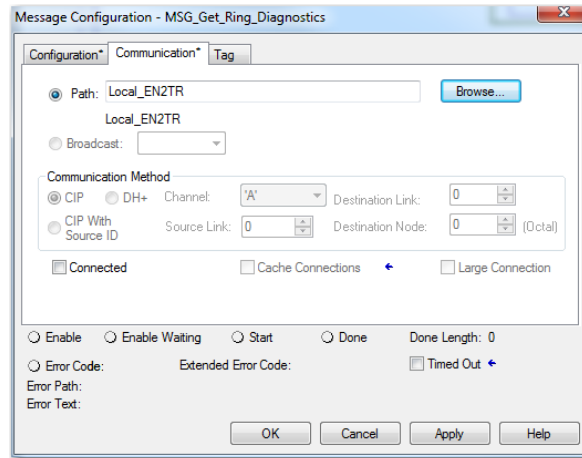 Message Configuration - MSG_Get_Ring_Diagnostics
Configuration* Communication* Tag
Path: Local_EN2TR Browse...
Local_EN2TR
Broadcast:
Communication Method
CIP DH+ Channel: 'A' Destination Link: 0
CIP With Source ID Source Link: 0 Destination Node: 0 (Octal)
Connected Cache Connections Large Connection
Enable Enable Waiting Start Done Done Length: 0
Error Code: Extended Error Code: Timed Out
Error Path:
Error Text:
OK Cancel Apply Help